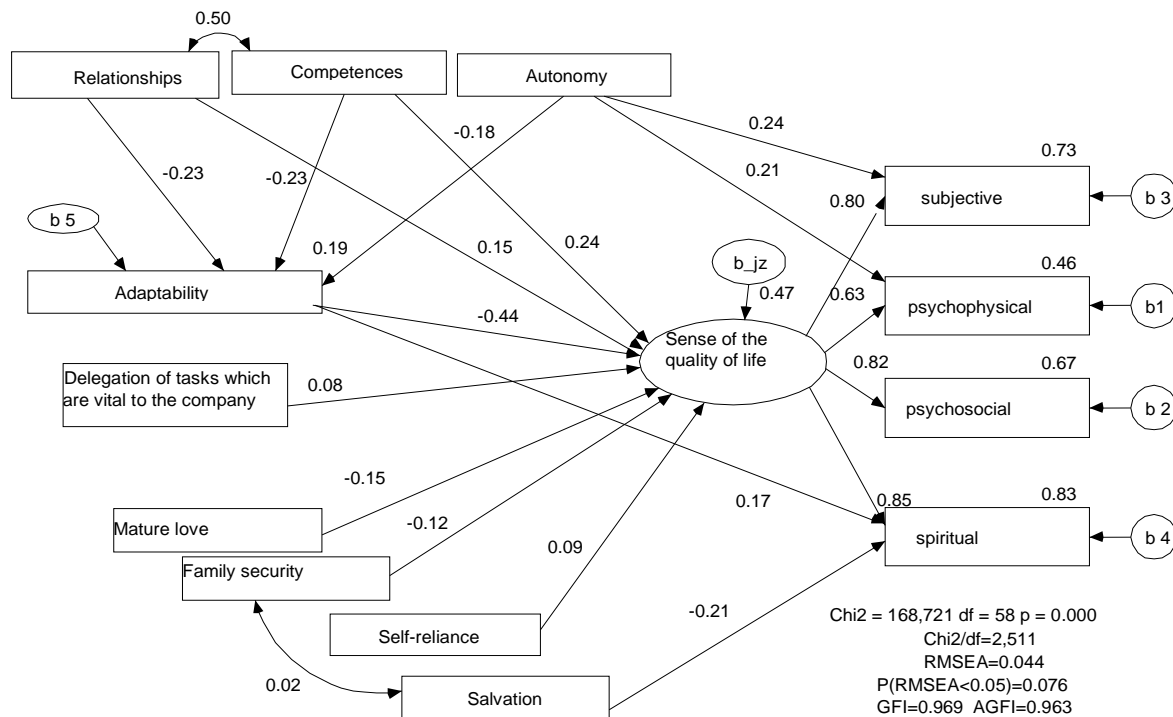 0.50
Relationships
Competences
Autonomy
-0.18
0.24
0.73
-0.23
-0.23
0.21
subjective
b 3
0.80
b 5
0.19
0.15
0.24
b_jz
0.46
Adaptability
0.47
0.63
psychophysical
b1
-0.44
Sense of the
quality of life
Delegation of tasks which
are vital to the company
0.08
0.82
0.67
psychosocial
b 2
-0.15
0.17
0.85
0.83
Mature love
-0.12
spiritual
b 4
Family security
0.09
Self-reliance
-0.21
0.02
Salvation
Chi2 = 168,721 df = 58 p = 0.000
Chi2/df=2,511
RMSEA=0.044
P(RMSEA<0.05)=0.076
GFI=0.969 AGFI=0.963